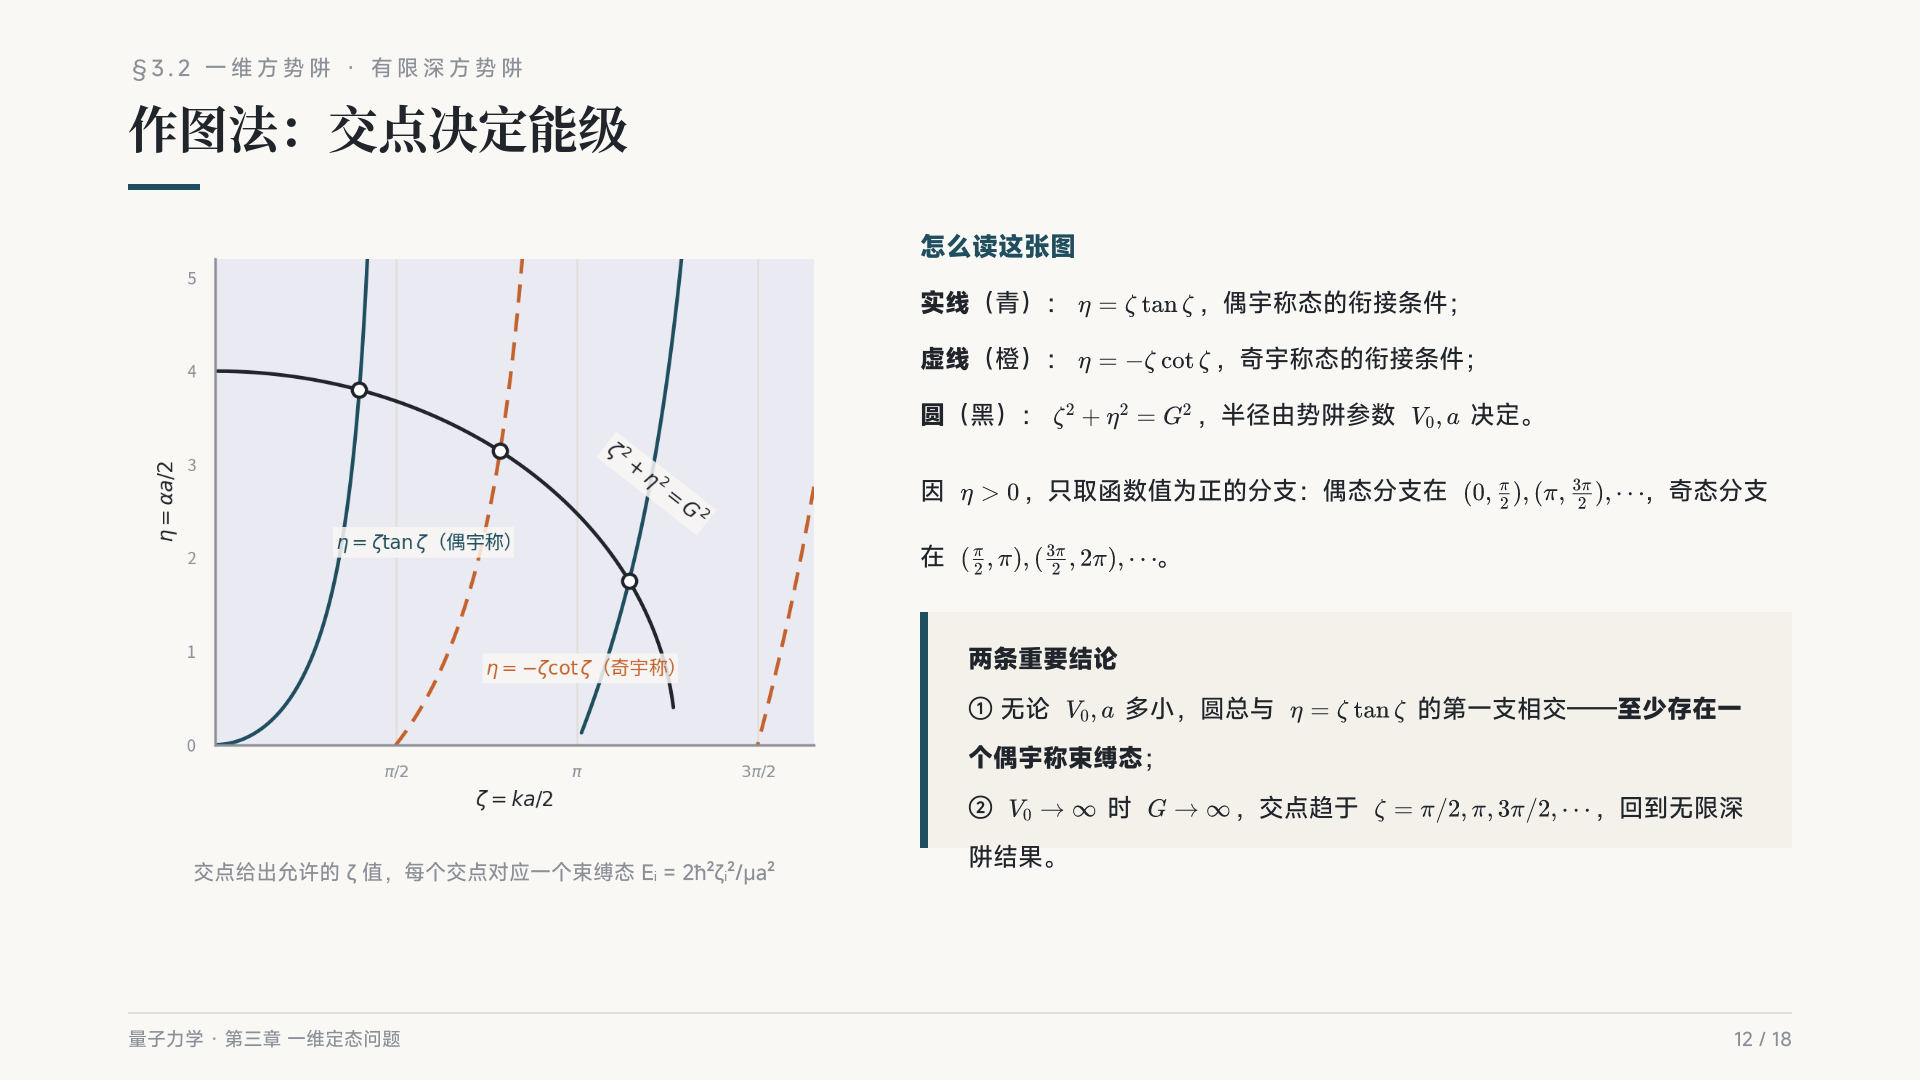 §3.2 一维方势阱 · 有限深方势阱
作图法：交点决定能级
5
4
3
2
1
0
η = αa/2
ζ² + η² = G²
η = ζtan ζ（偶宇称）
η = −ζcot ζ（奇宇称）
π/2
π
3π/2
ζ = ka/2
交点给出允许的 ζ 值，每个交点对应一个束缚态 Eᵢ = 2ħ²ζᵢ²/μa²
怎么读这张图
实线（青）： η = ζ tan ζ，偶宇称态的衔接条件；
虚线（橙）： η = −ζ cot ζ，奇宇称态的衔接条件；
圆（黑）： ζ² + η² = G²，半径由势阱参数 V₀, a 决定。
因 η > 0，只取函数值为正的分支：偶态分支在 (0, π/2), (π, 3π/2), ⋯，奇态分支
在 (π/2, π), (3π/2, 2π), ⋯。
两条重要结论
① 无论 V₀, a 多小，圆总与 η = ζ tan ζ 的第一支相交——至少存在一
个偶宇称束缚态；
② V₀ → ∞ 时 G → ∞，交点趋于 ζ = π/2, π, 3π/2, ⋯，回到无限深
阱结果。
量子力学 · 第三章 一维定态问题
12 / 18